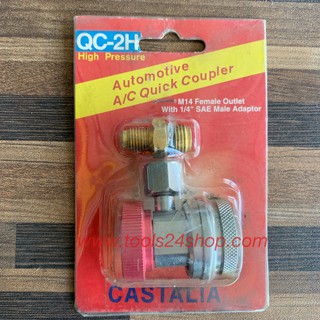 QC-2H
High Pressure
Automotive
A/C Quick Coupler
M14 Female Outlet
With 1/4" SAE Male Adaptor
www.tools24shop.com
CASTALIA